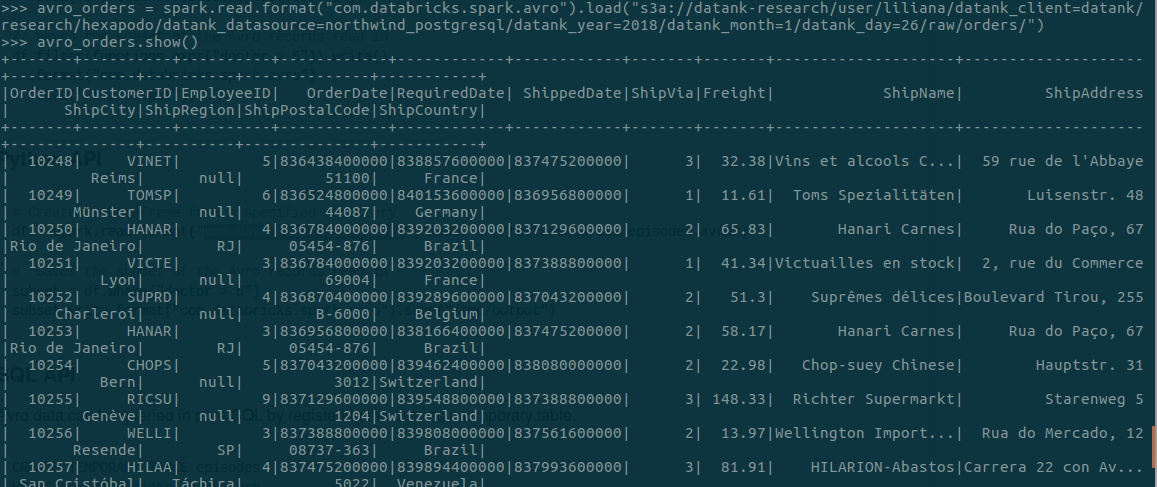 >>> avro_orders = spark.read.format("com.databricks.spark.avro").load("s3a://datank-research/user/liliana/datank_client=datank/
research/hexapodo/datank_datasource=northwind_postgresql/datank_year=2018/datank_month=1/datank_day=26/raw/orders/")
>>> avro_orders.show()
+-------+----------+----------+------------+------------+------------+-------+-------+--------------------+--------------------
+--------------+----------+--------------+-----------+
|OrderID|CustomerID|EmployeeID|   OrderDate|RequiredDate| ShippedDate|ShipVia|Freight|            ShipName|         ShipAddress
|      ShipCity|ShipRegion|ShipPostalCode|ShipCountry|
+-------+----------+----------+------------+------------+------------+-------+-------+--------------------+--------------------
+--------------+----------+--------------+-----------+
|  10248|     VINET|         5|836438400000|838857600000|837475200000|      3|  32.38|Vins et alcools C...|  59 rue de l'Abbaye
|         Reims|      null|         51100|     France|
|  10249|     TOMSP|         6|836524800000|840153600000|836956800000|      1|  11.61|  Toms Spezialitäten|       Luisenstr. 48
|       Münster|      null|         44087|    Germany|
|  10250|     HANAR|         4|836784000000|839203200000|837129600000|      2|  65.83|       Hanari Carnes|    Rua do Paço, 67
|Rio de Janeiro|        RJ|     05454-876|     Brazil|
|  10251|     VICTE|         3|836784000000|839203200000|837388800000|      1|  41.34|Victuailles en stock|  2, rue du Commerce
|          Lyon|      null|         69004|     France|
|  10252|     SUPRD|         4|836870400000|839289600000|837043200000|      2|   51.3|    Suprêmes délices|Boulevard Tirou, 255
|     Charleroi|      null|        B-6000|    Belgium|
|  10253|     HANAR|         3|836956800000|838166400000|837475200000|      2|  58.17|       Hanari Carnes|    Rua do Paço, 67
|Rio de Janeiro|        RJ|     05454-876|     Brazil|
|  10254|     CHOPS|         5|837043200000|839462400000|838080000000|      2|  22.98|   Chop-suey Chinese|        Hauptstr. 31
|          Bern|      null|          3012|Switzerland|
|  10255|     RICSU|         9|837129600000|839548800000|837388800000|      3| 148.33|  Richter Supermarkt|         Starenweg 5
|        Genève|      null|          1204|Switzerland|
|  10256|     WELLI|         3|837388800000|839808000000|837561600000|      2|  13.97|Wellington Import...|  Rua do Mercado, 12
|       Resende|        SP|     08737-363|     Brazil|
|  10257|     HILAA|         4|837475200000|839894400000|837993600000|      3|  81.91|    HILARION-Abastos|Carrera 22 con Av...
| San Cristóbal|   Táchira|          5022|  Venezuela|